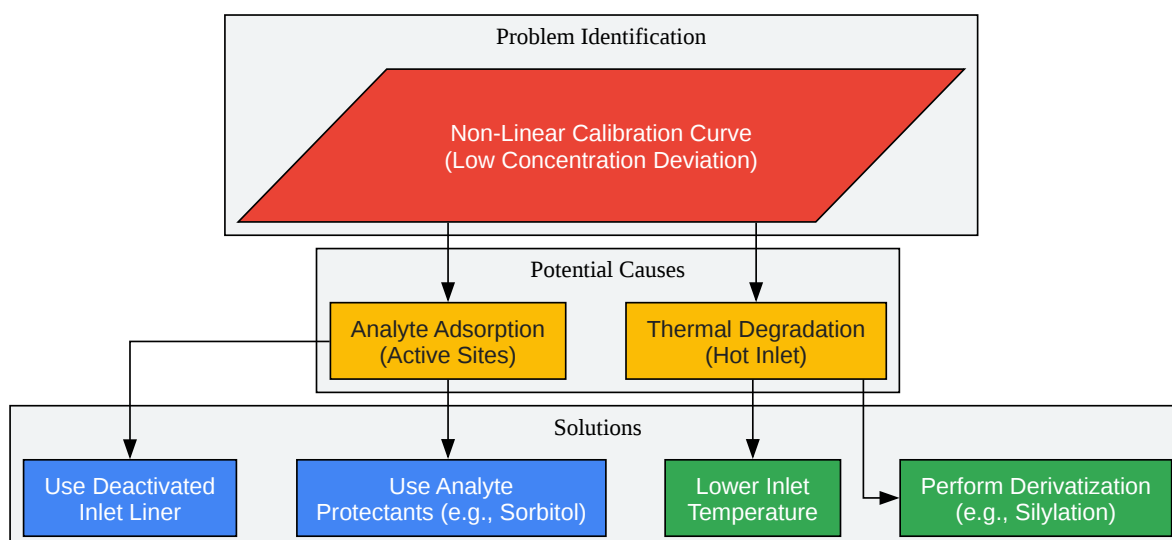 Problem Identification
Non-Linear Calibration Curve
(Low Concentration Deviation)
Potential Causes
Analyte Adsorption
(Active Sites)
Thermal Degradation
(Hot Inlet)
Solutions
Use Deactivated
Inlet Liner
Use Analyte
Protectants (e.g., Sorbitol)
Lower Inlet
Temperature
Perform Derivatization
(e.g., Silylation)